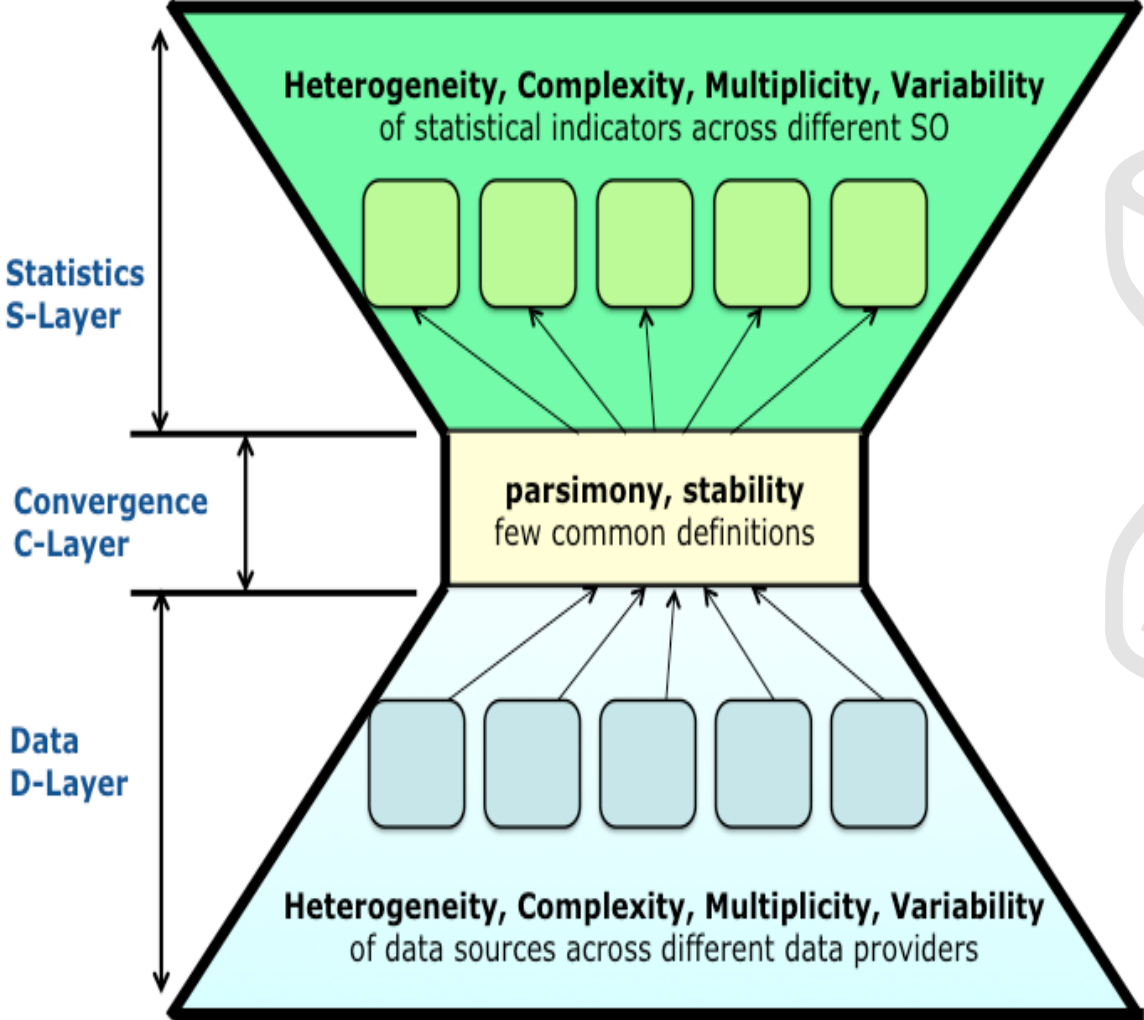 Heterogeneity, Complexity, Multiplicity, Variability
of statistical indicators across different SO
Statistics
S-Layer
Convergence
C-Layer
parsimony, stability
few common definitions
Data
D-Layer
Heterogeneity, Complexity, Multiplicity, Variability
of data sources across different data providers